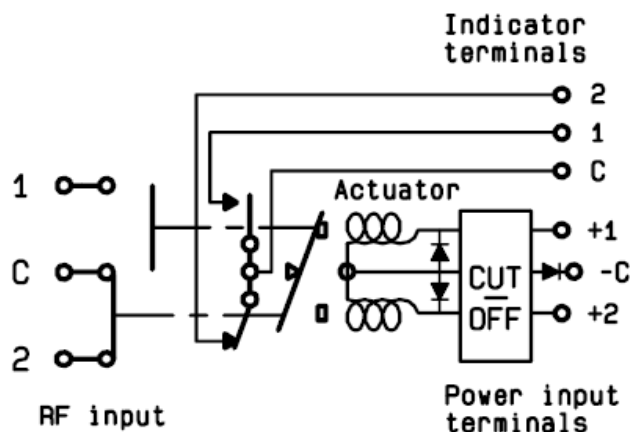 Indicator
terminals
2
1
C
1
Actuator
+1
C
CUT
-C
OFF
+2
2
RF input
Power input
terminals